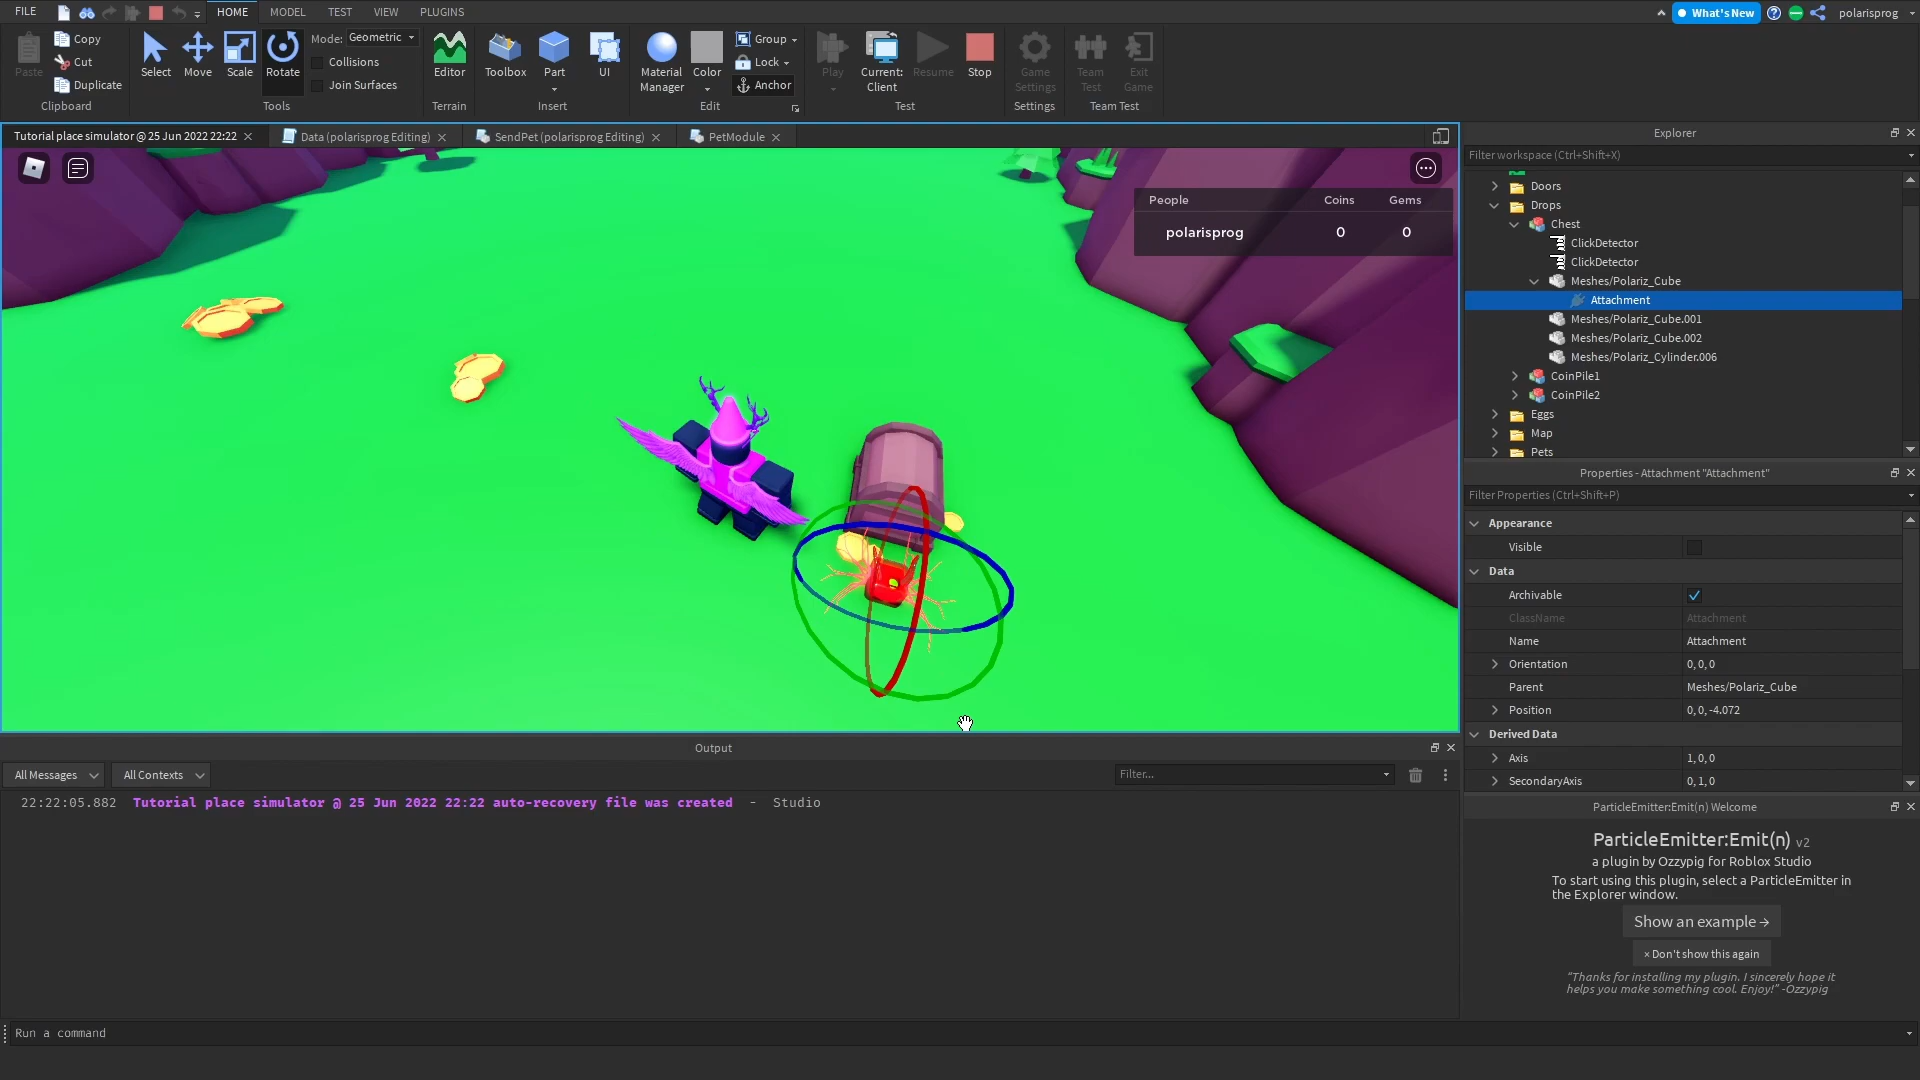 FILE
HOME
MODEL
TEST
VIEW
PLUGINS
What's New
polarisprog
Paste
Copy
Cut
Duplicate
Clipboard
Select
Move
Scale
Rotate
Mode:
Geometric
Collisions
Join Surfaces
Tools
Editor
Terrain
Toolbox
Part
UI
Insert
Material Manager
Color
Group
Lock
Anchor
Edit
Play
Current: Client
Resume
Stop
Test
Game Settings
Settings
Team Test
Exit Game
Team Test
Tutorial place simulator @ 25 Jun 2022 22:22
Data (polarisprog Editing)
SendPet (polarisprog Editing)
PetModule
People Coins Gems
polarisprog 0 0
Explorer
Filter workspace (Ctrl+Shift+X)
Doors
Drops
Chest
ClickDetector
ClickDetector
Meshes/Polariz_Cube
Attachment
Meshes/Polariz_Cube.001
Meshes/Polariz_Cube.002
Meshes/Polariz_Cylinder.006
CoinPile1
CoinPile2
Eggs
Map
Pets
Properties - Attachment "Attachment"
Filter Properties (Ctrl+Shift+P)
Appearance
Visible
Data
Archivable
ClassName Attachment
Name Attachment
Orientation 0, 0, 0
Parent Meshes/Polariz_Cube
Position 0, 0, -4.072
Derived Data
Axis 1, 0, 0
SecondaryAxis 0, 1, 0
Output
All Messages
All Contexts
Filter...
22:22:05.882 Tutorial place simulator @ 25 Jun 2022 22:22 auto-recovery file was created - Studio
ParticleEmitter:Emit(n) Welcome
ParticleEmitter:Emit(n) v2
a plugin by Ozzypig for Roblox Studio
To start using this plugin, select a ParticleEmitter in
the Explorer window.
Show an example →
× Don't show this again
"Thanks for installing my plugin. I sincerely hope it
helps you make something cool. Enjoy!" -Ozzypig
Run a command